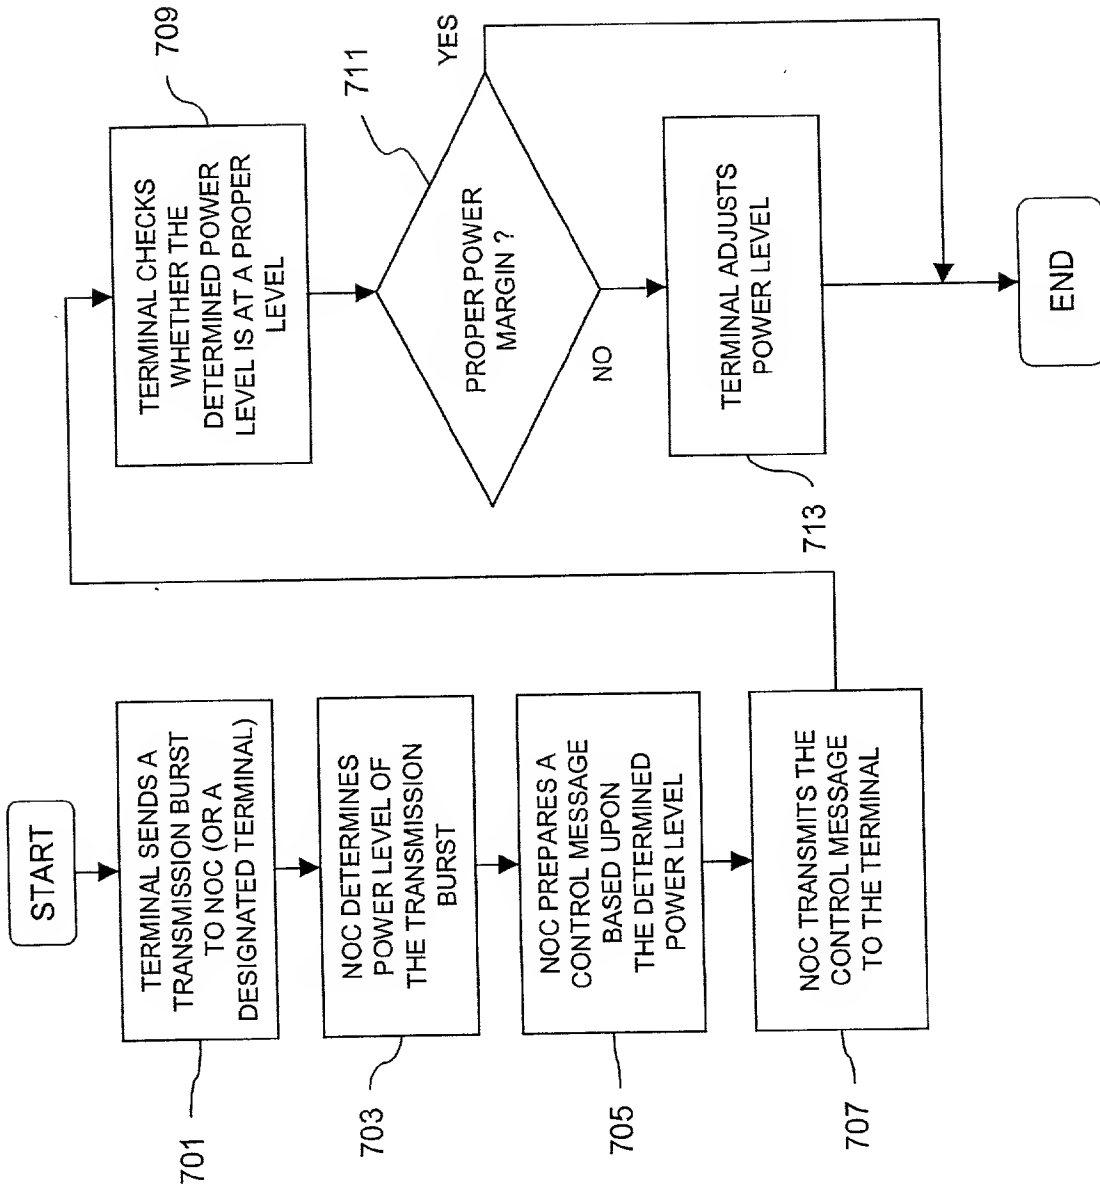 START
TERMINAL SENDS A
TRANSMISSION BURST
TO NOC (OR A
DESIGNATED TERMINAL)
701
NOC DETERMINES
POWER LEVEL OF
THE TRANSMISSION
BURST
703
NOC PREPARES A
CONTROL MESSAGE
BASED UPON
THE DETERMINED
POWER LEVEL
705
NOC TRANSMITS THE
CONTROL MESSAGE
TO THE TERMINAL
707
TERMINAL CHECKS
WHETHER THE
DETERMINED POWER
LEVEL IS AT A PROPER
LEVEL
709
PROPER POWER
MARGIN ?
711
YES
NO
TERMINAL ADJUSTS
POWER LEVEL
713
END